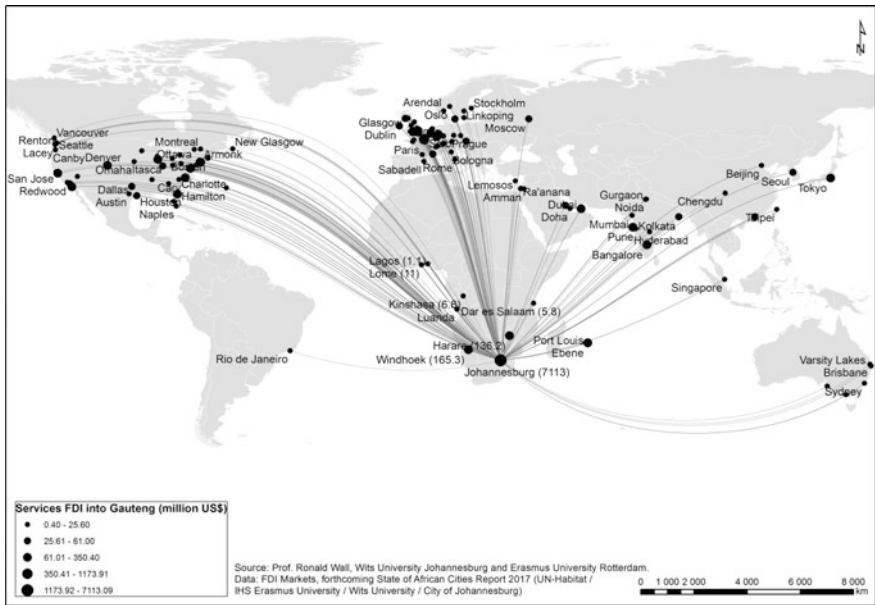 N
Arendal
Stockholm
Oslo
Linkoping
Glasgow
Moscow
Dublin
Vancouver
Renton
Seattle
Lacey
Montreal
New Glasgow
Ottawa
Armonk
Canby
Denver
Omaha
Itasca
Boston
Paris
Prague
Bologna
Sabadell
Rome
San Jose
Redwood
Dallas
Cary
Charlotte
Austin
Hamilton
Houston
Naples
Lemosos
Ra'anana
Amman
Dubai
Doha
Gurgaon
Noida
Chengdu
Beijing
Seoul
Tokyo
Mumbai
Kolkata
Taipei
Pune
Hyderabad
Bangalore
Lagos (1.1)
Lome (11)
Singapore
Kinshasa (6.8)
Dar es Salaam (5.8)
Luanda
Harare (136.2)
Port Louis
Ebene
Windhoek (165.3)
Rio de Janeiro
Johannesburg (7113)
Varsity Lakes
Brisbane
Sydney
Services FDI into Gauteng (million US$)
0.40 - 25.60
25.61 - 61.00
61.01 - 350.40
350.41 - 1173.91
1173.92 - 7113.09
Source: Prof. Ronald Wall, Wits University Johannesburg and Erasmus University Rotterdam.
Data: FDI Markets, forthcoming State of African Cities Report 2017 (UN-Habitat /
IHS Erasmus University / Wits University / City of Johannesburg)
0 1 000 2 000 4 000 6 000 8 000
km